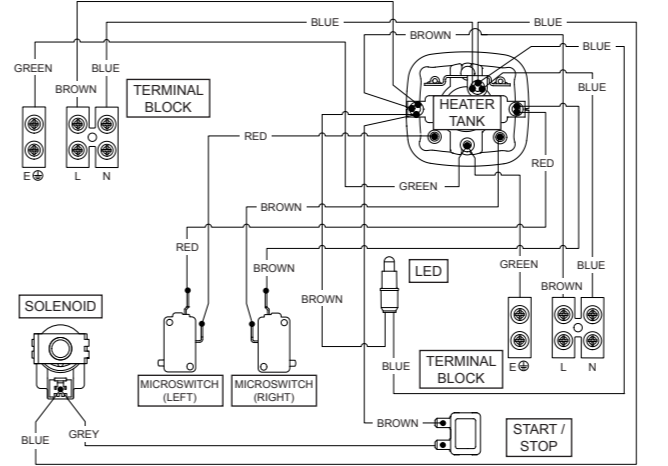 BLUE
BLUE
BROWN
BLUE
GREEN
BROWN
BLUE
TERMINAL
BLOCK
BLUE
HEATER
TANK
RED
RED
E L N
GREEN
BROWN
RED
BROWN
GREEN
BLUE
LED
BROWN
BROWN
SOLENOID
TERMINAL
BLOCK
E L N
BLUE
MICROSWITCH
(LEFT)
MICROSWITCH
(RIGHT)
BROWN
START /
STOP
BLUE
GREY